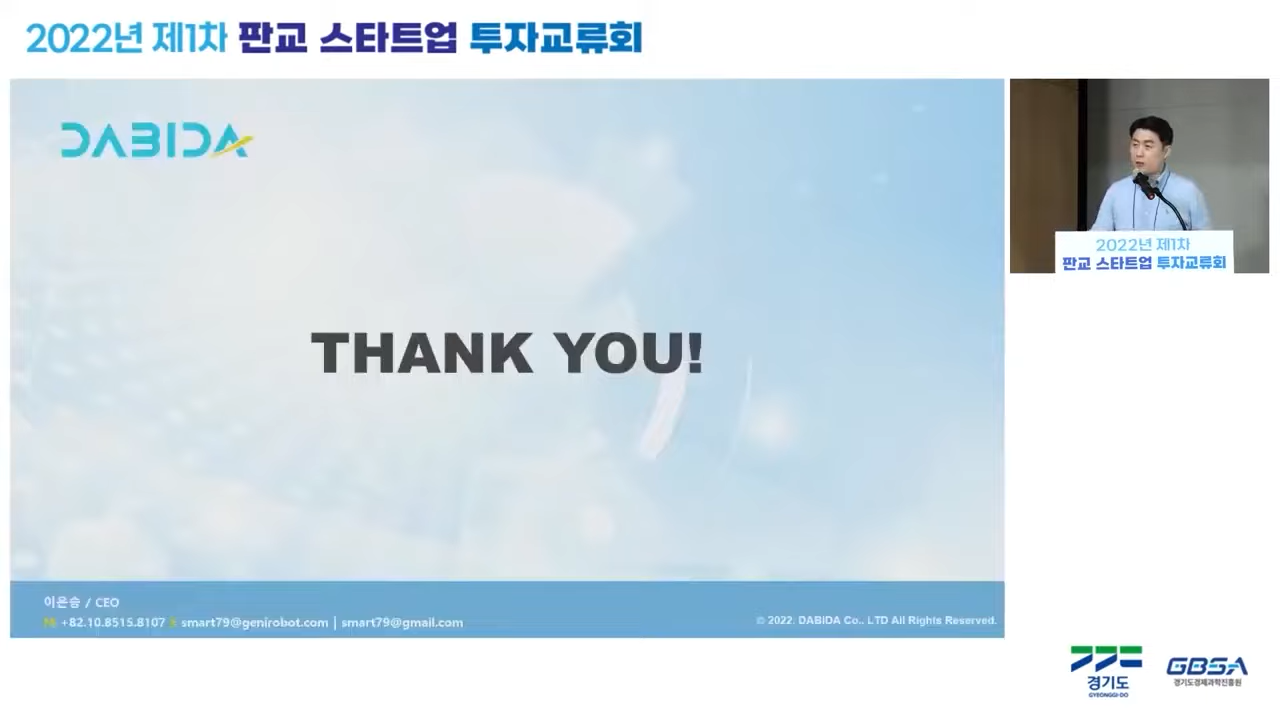 2022년 제1차 판교 스타트업 투자교류회
DABIDA
THANK YOU!
이은승 / CEO
M: +82.10.8515.8107 E: smart79@genirobot.com | smart79@gmail.com
© 2022. DABIDA Co., LTD All Rights Reserved.
2022년 제1차
판교 스타트업 투자교류회
경기도
GYEONGGI-DO
GBSA
경기도경제과학진흥원